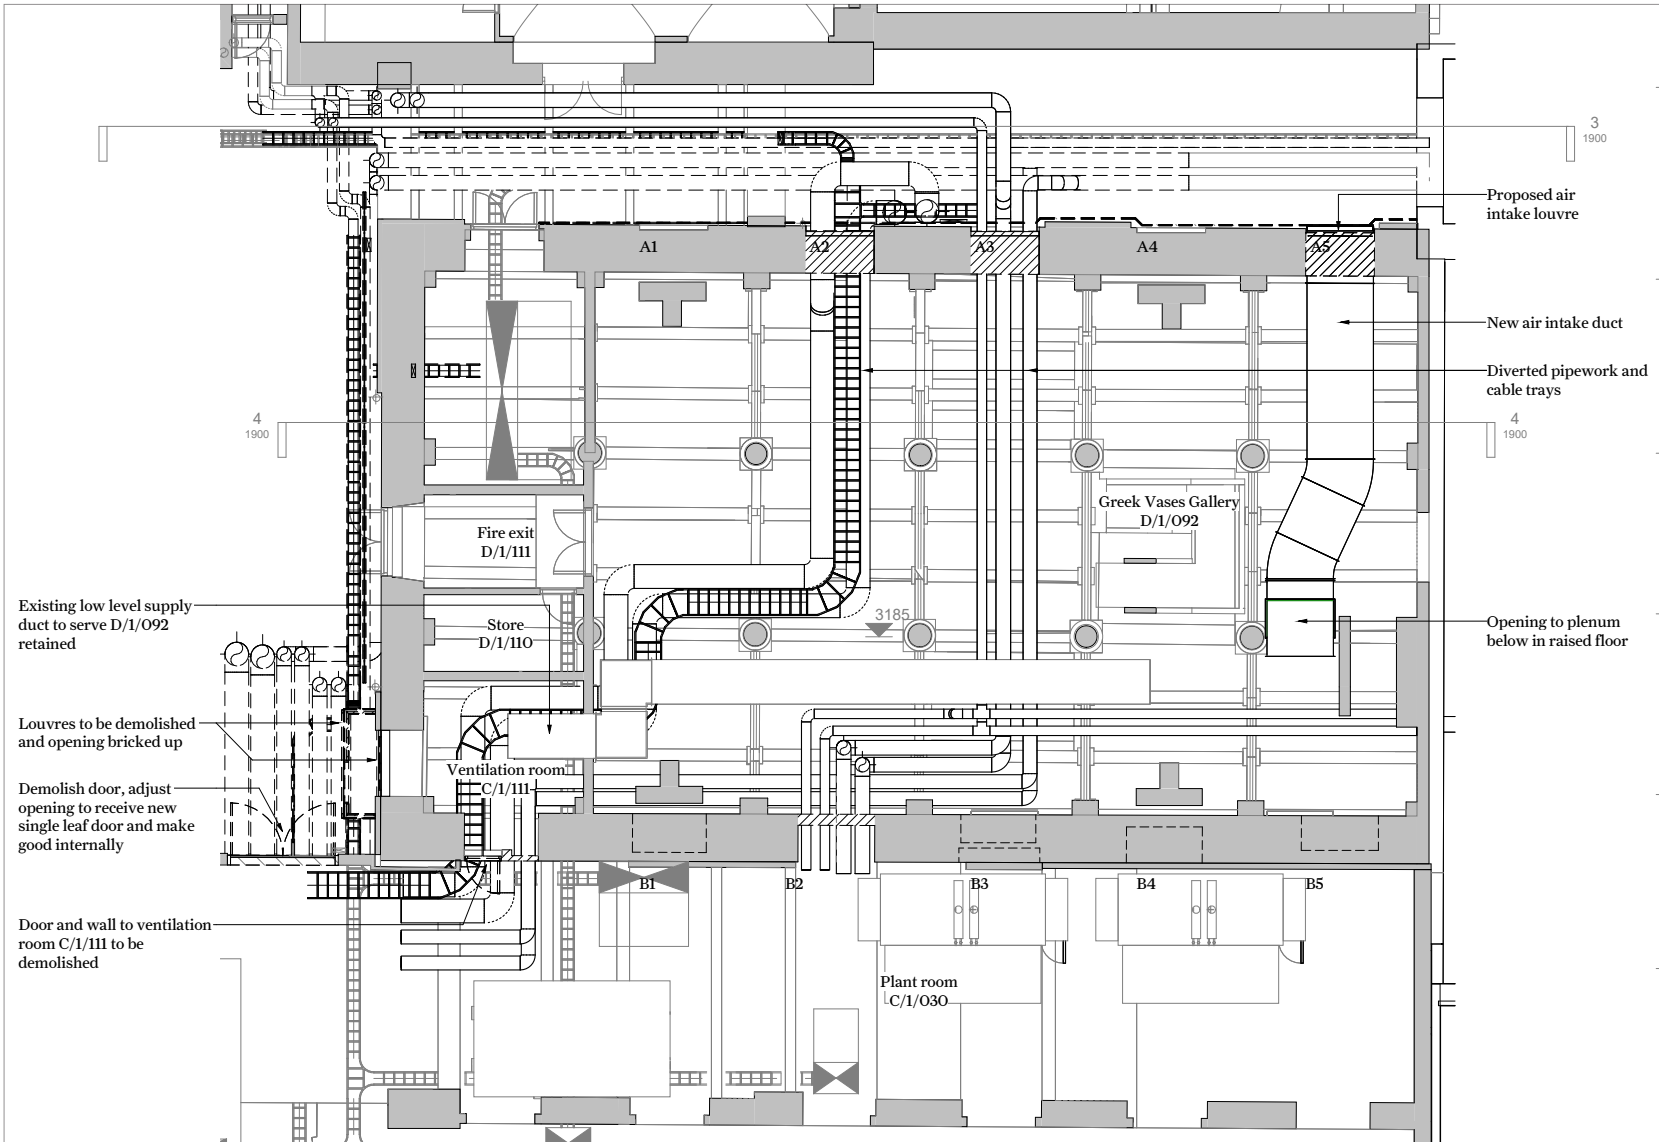 3
1900
Proposed air
intake louvre
A1
A2
A3
A4
A5
New air intake duct
Diverted pipework and
cable trays
4
1900
4
1900
Greek Vases Gallery
D/1/092
Fire exit
D/1/111
Existing low level supply
duct to serve D/1/092
retained
Store
D/1/110
3185
Opening to plenum
below in raised floor
Louvres to be demolished
and opening bricked up
Ventilation room
C/1/111
Demolish door, adjust
opening to receive new
single leaf door and make
good internally
B1
B2
B3
B4
B5
Door and wall to ventilation
room C/1/111 to be
demolished
Plant room
C/1/030